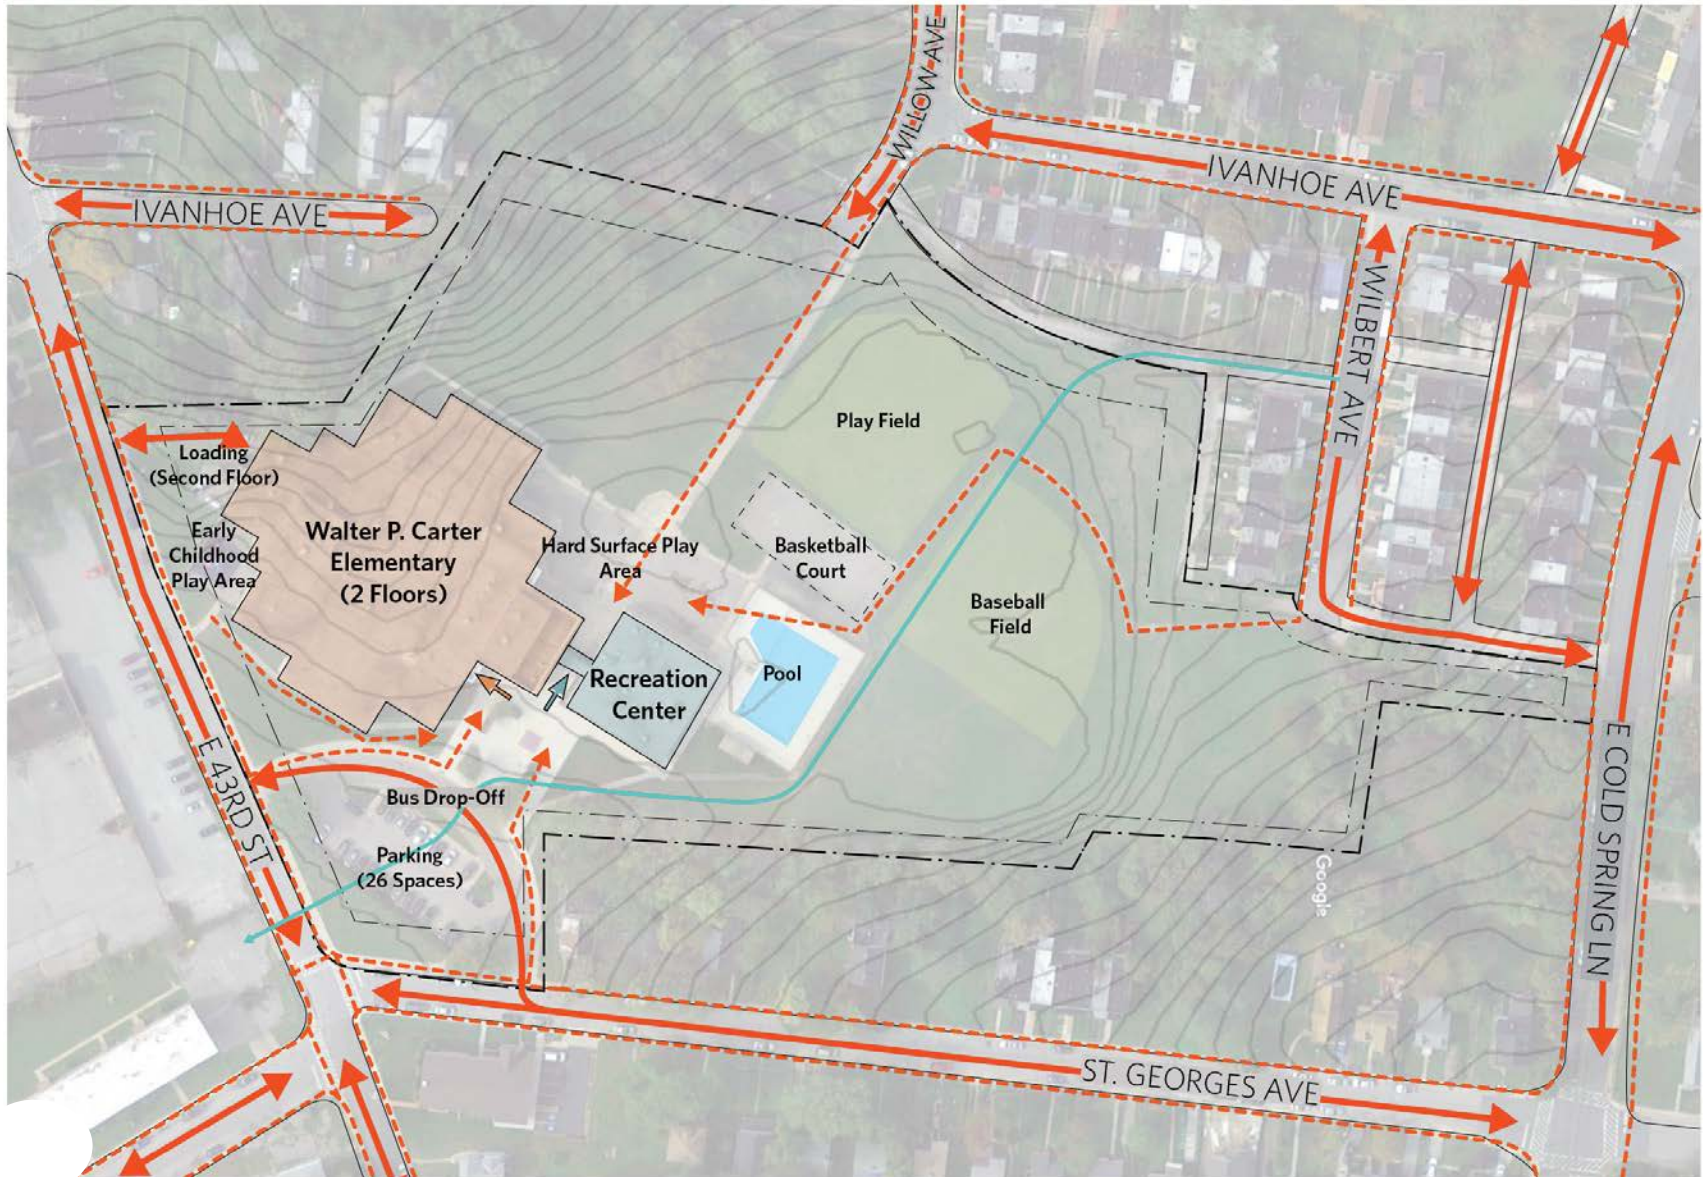 WILLOW AVE
IVANHOE AVE
IVANHOE AVE
WILBERT AVE
Play Field
Loading
(Second Floor)
Early
Childhood
Play Area
Walter P. Carter
Elementary
(2 Floors)
Hard Surface Play
Area
Basketball
Court
Baseball
Field
Recreation
Center
Pool
E 43RD ST
Bus Drop-Off
Parking
(26 Spaces)
E COLD SPRING LN
Google
ST. GEORGES AVE